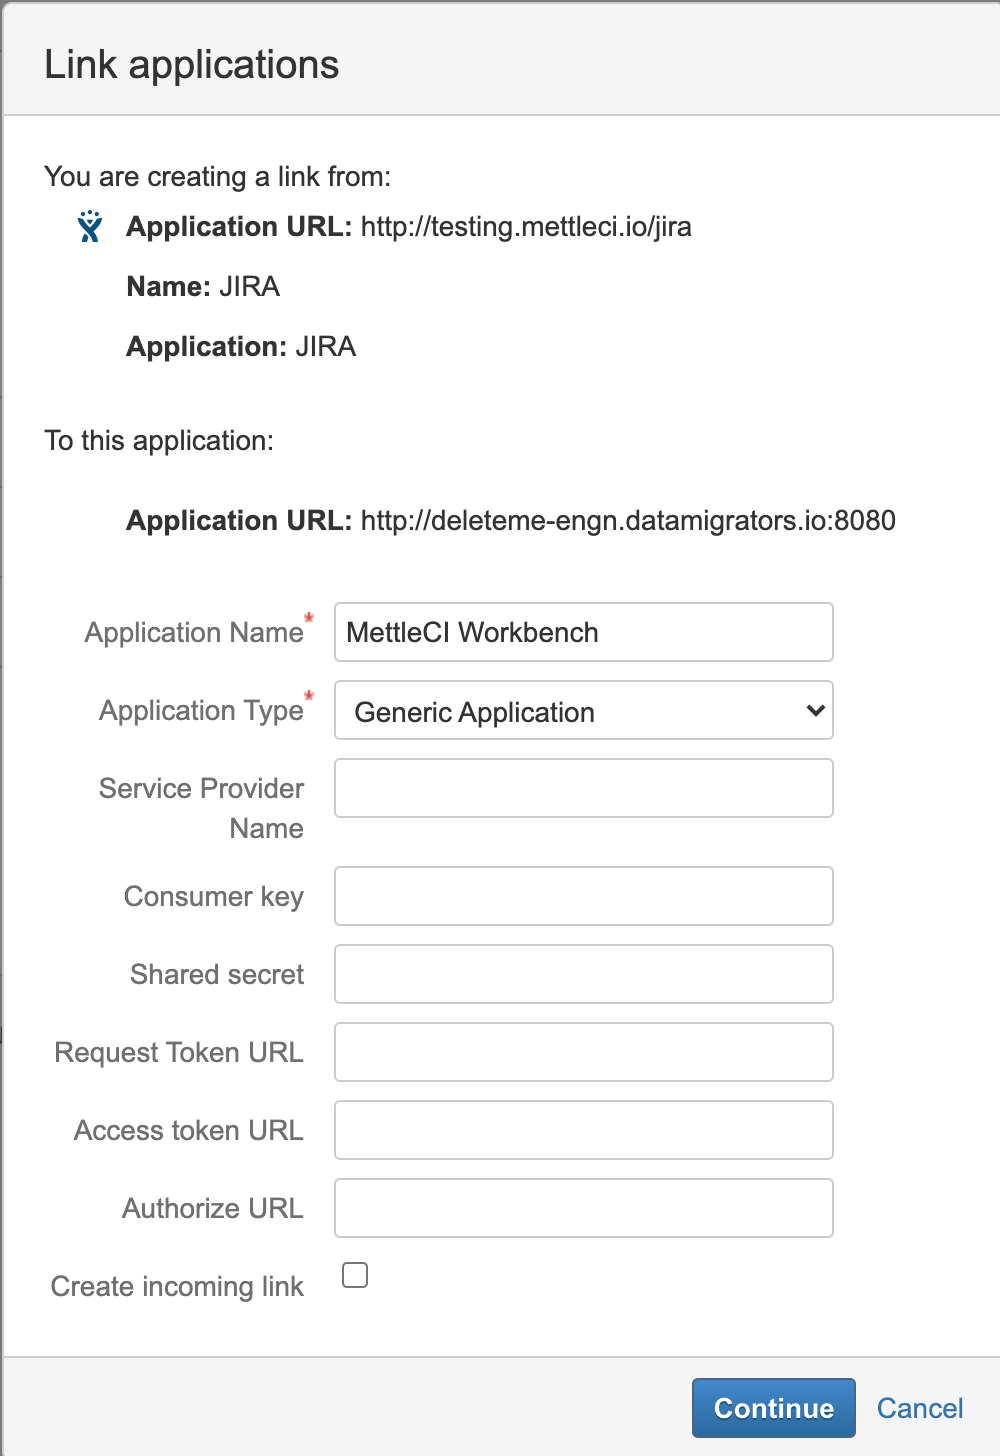 Link applications
You are creating a link from:
Application URL: http://testing.mettleci.io/jira
Name: JIRA
Application: JIRA
To this application:
Application URL: http://deleteme-engn.datamigrators.io:8080
Application Name* MettleCI Workbench
Application Type* Generic Application
Service Provider
Name
Consumer key
Shared secret
Request Token URL
Access token URL
Authorize URL
Create incoming link
Continue Cancel